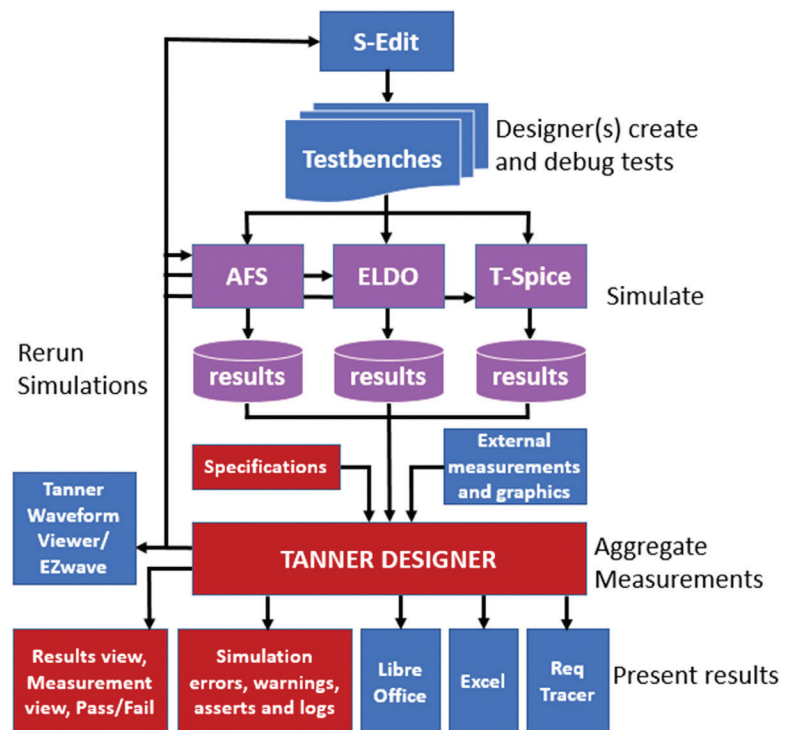 S-Edit
Testbenches
Designer(s) create
and debug tests
AFS
ELDO
T-Spice
Simulate
Rerun
Simulations
results
results
results
Specifications
External
measurements
and graphics
Tanner
Waveform
Viewer/
EZwave
TANNER DESIGNER
Aggregate
Measurements
Results view,
Measurement
view, Pass/Fail
Simulation
errors, warnings,
asserts and logs
Libre
Office
Excel
Req
Tracer
Present results